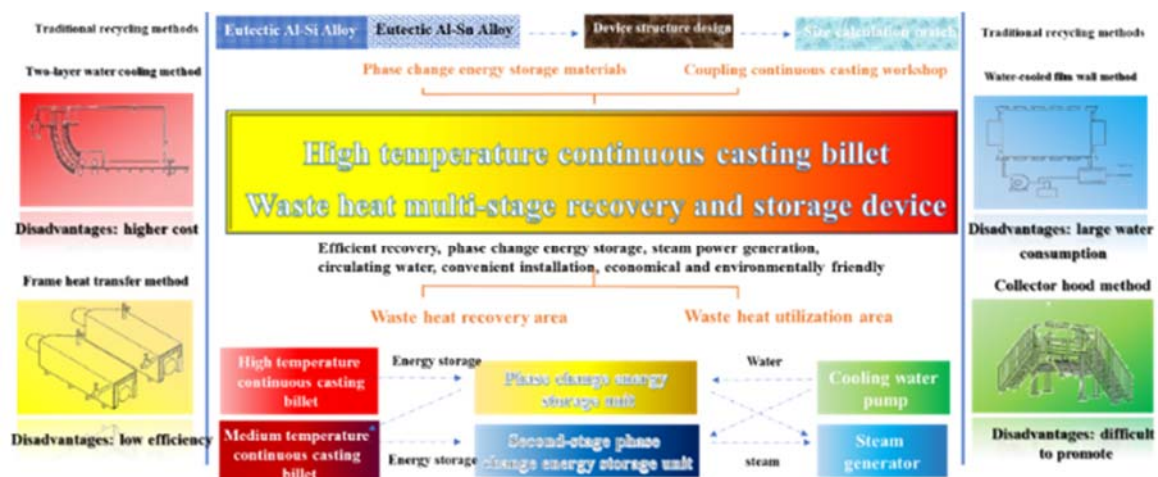 Traditional recycling methods
Two-layer water cooling method
Disadvantages: higher cost
Frame heat transfer method
Disadvantages: low efficiency
Eutectic Al-Si Alloy
Eutectic Al-Sn Alloy
Device structure design
Size calculation match
Phase change energy storage materials
Coupling continuous casting workshop
High temperature continuous casting billet
Waste heat multi-stage recovery and storage device
Efficient recovery, phase change energy storage, steam power generation,
circulating water, convenient installation, economical and environmentally friendly
Waste heat recovery area
Waste heat utilization area
High temperature
continuous casting
billet
Energy storage
Phase change energy
storage unit
Water
Cooling water
pump
Medium temperature
continuous casting
billet
Energy storage
Second-stage phase
change energy storage unit
steam
Steam
generator
Traditional recycling methods
Water-cooled film wall method
Disadvantages: large water
consumption
Collector hood method
Disadvantages: difficult
to promote